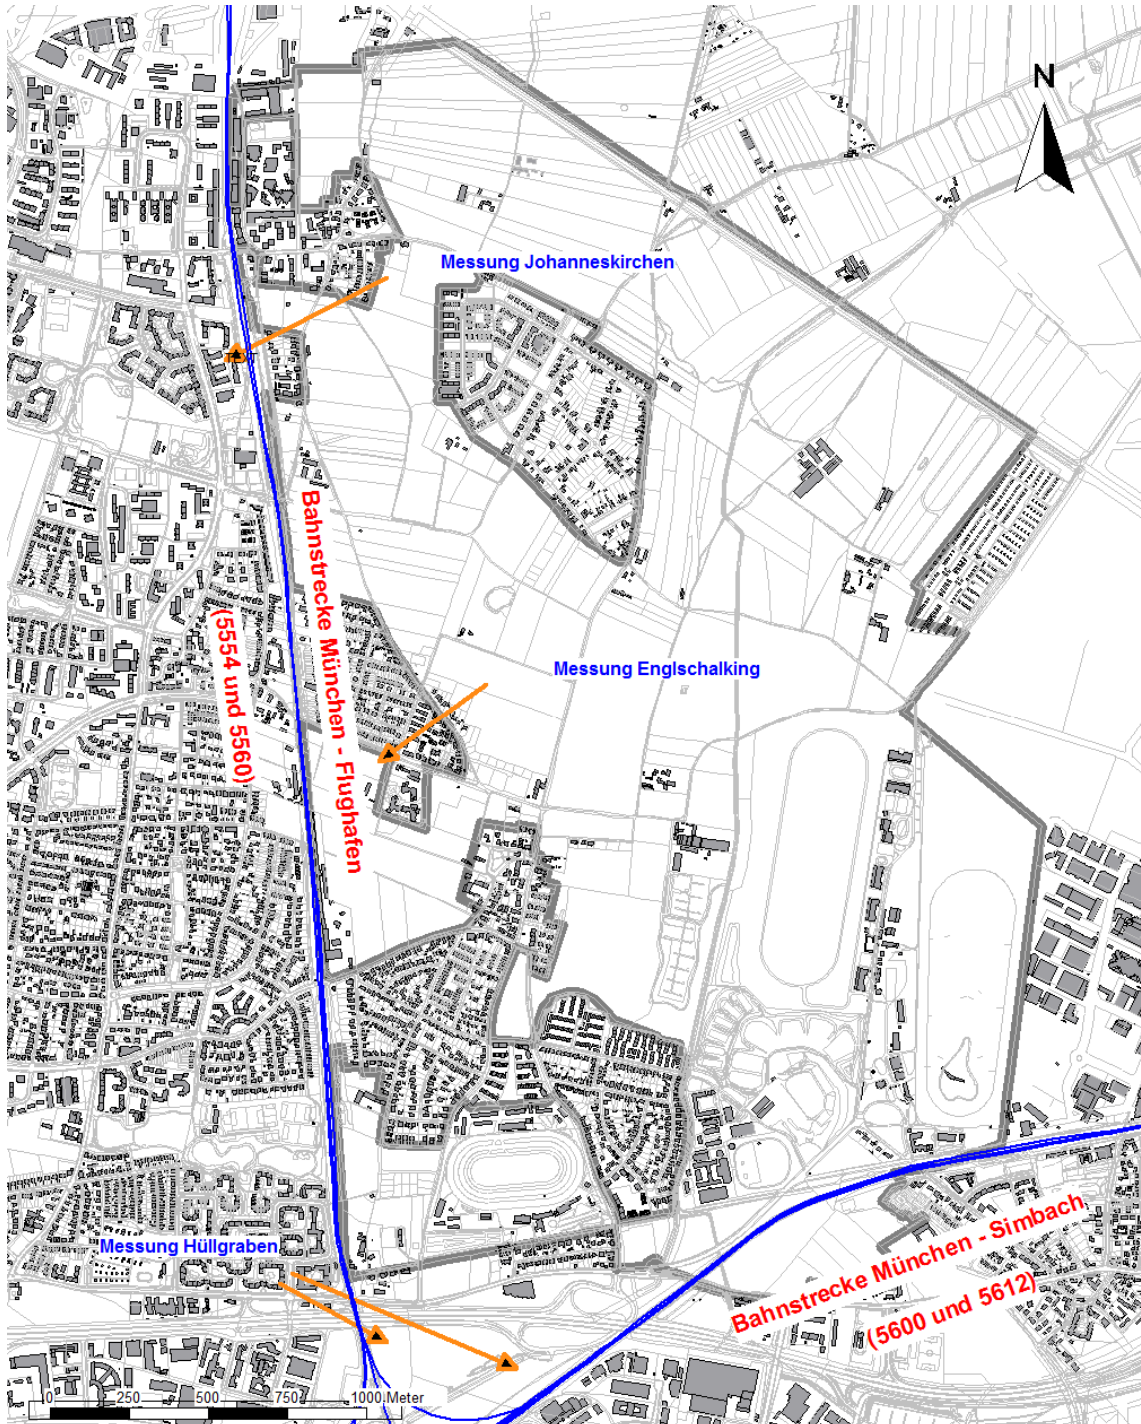 N
Messung Johanneskirchen
Bahnstrecke München - Flughafen
(5554 und 5560)
Messung Englschalking
Messung Hüllgraben
Bahnstrecke München - Simbach
(5600 und 5612)
0 250 500 750 1000 Meter